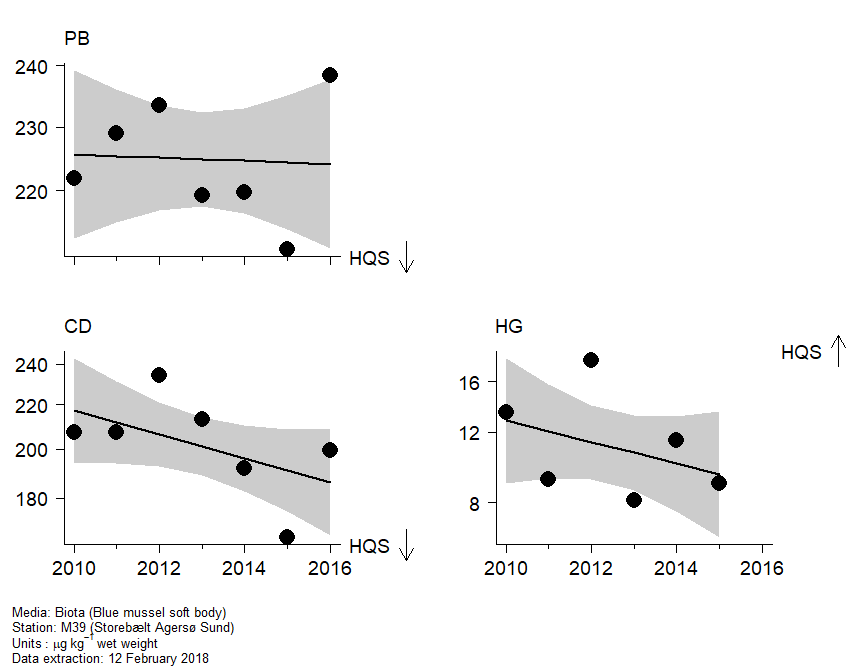 PB
240
230
220
HQS
CD
240
220
200
180
HQS
2010 2012 2014 2016
HG
HQS
16
12
8
2010 2012 2014 2016
Media: Biota (Blue mussel soft body)
Station: M39 (Storebælt Agersø Sund)
Units : μg kg⁻¹ wet weight
Data extraction: 12 February 2018